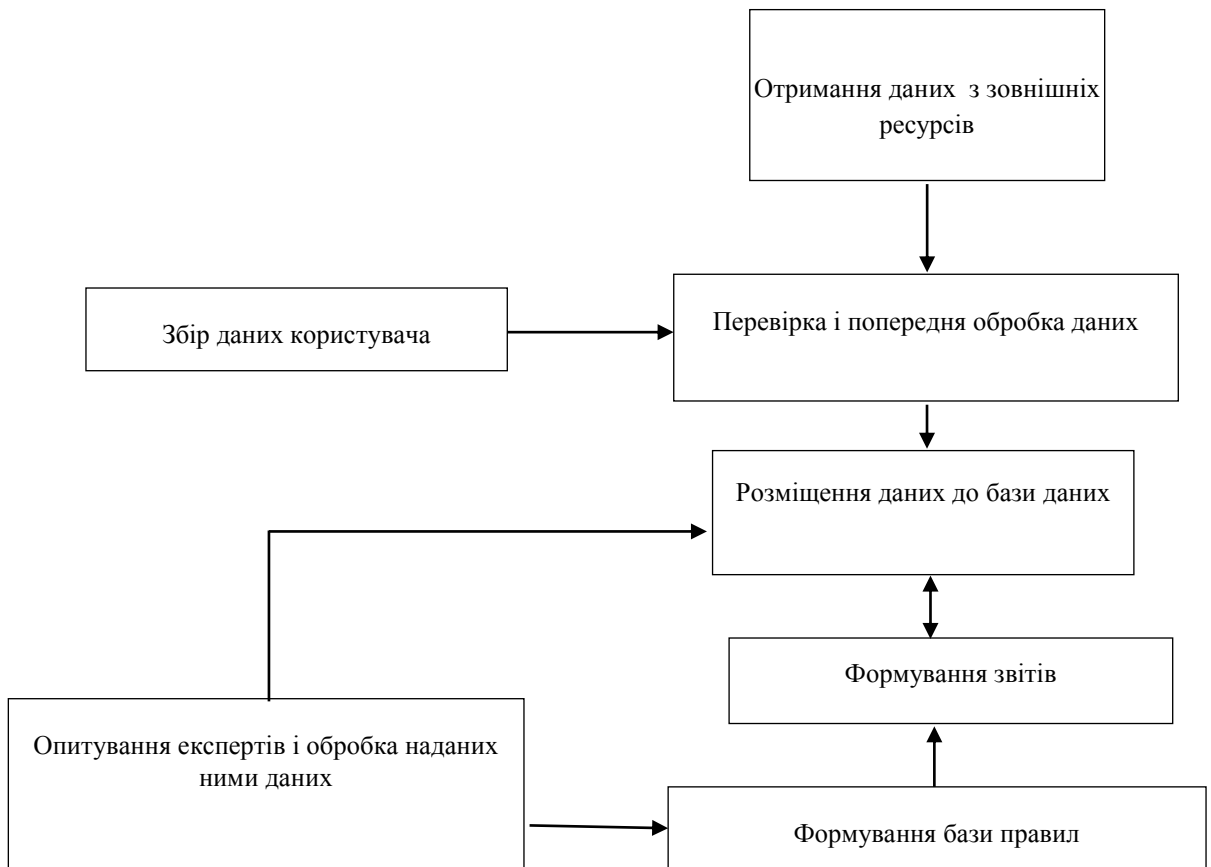 Отримання даних з зовнішніх
ресурсів
Збір даних користувача
Перевірка і попередня обробка даних
Розміщення даних до бази даних
Формування звітів
Опитування експертів і обробка наданих
ними даних
Формування бази правил